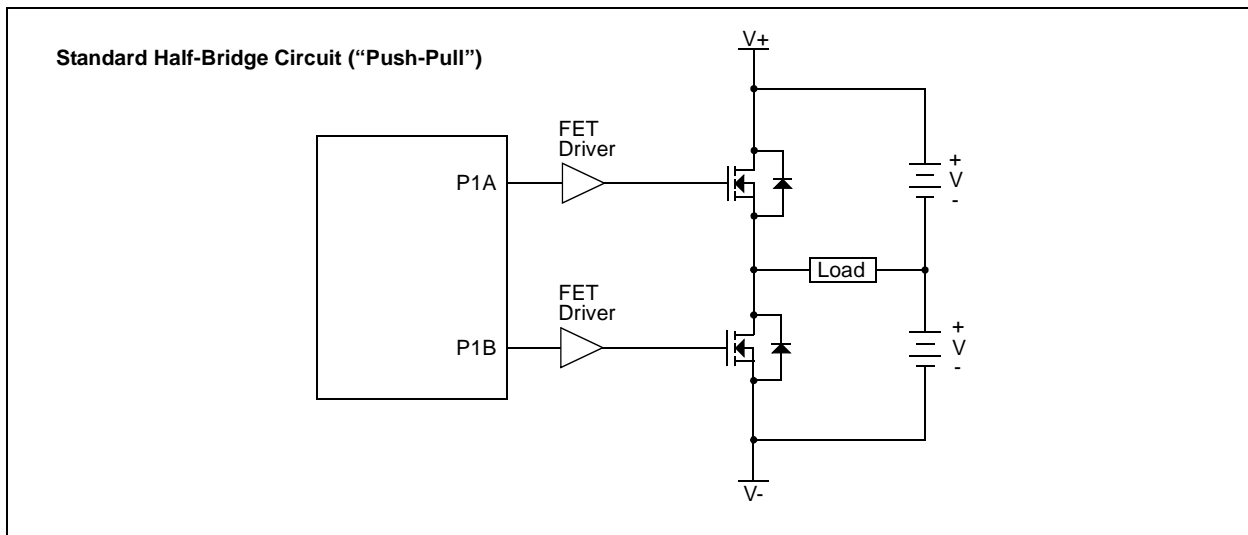 Standard Half-Bridge Circuit (“Push-Pull”)
V+
FET
Driver
P1A
+
V
-
Load
FET
Driver
P1B
+
V
-
V-